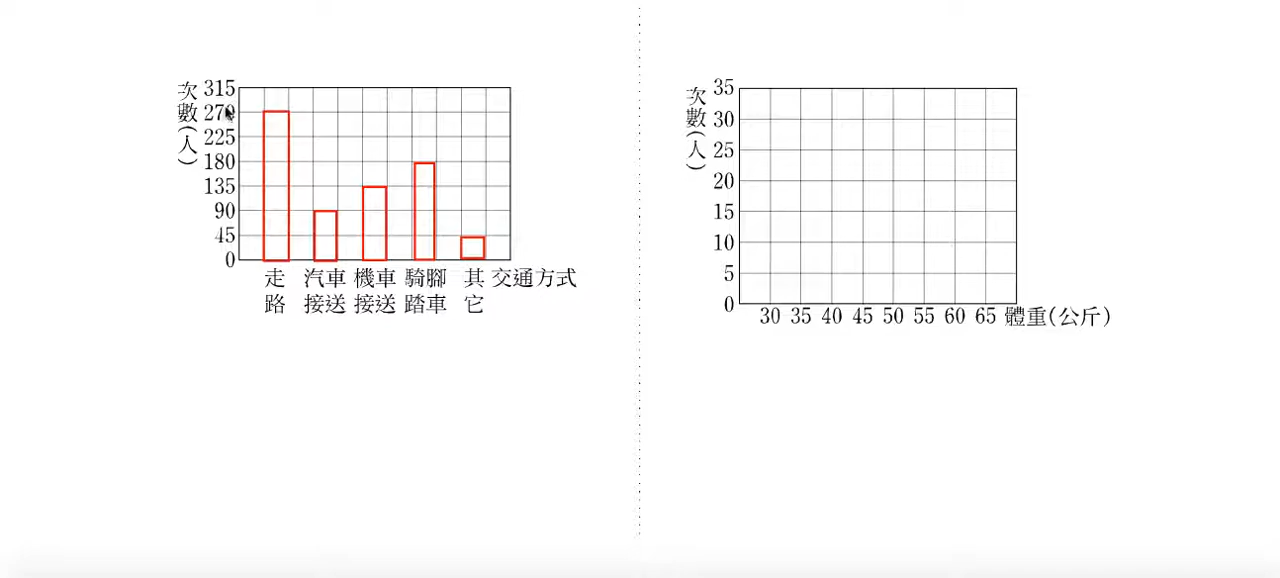 次數(人)
315
270
225
180
135
90
45
0
走路
汽車接送
機車接送
騎腳踏車
其它
交通方式
次數(人)
35
30
25
20
15
10
5
0
30 35 40 45 50 55 60 65 體重(公斤)